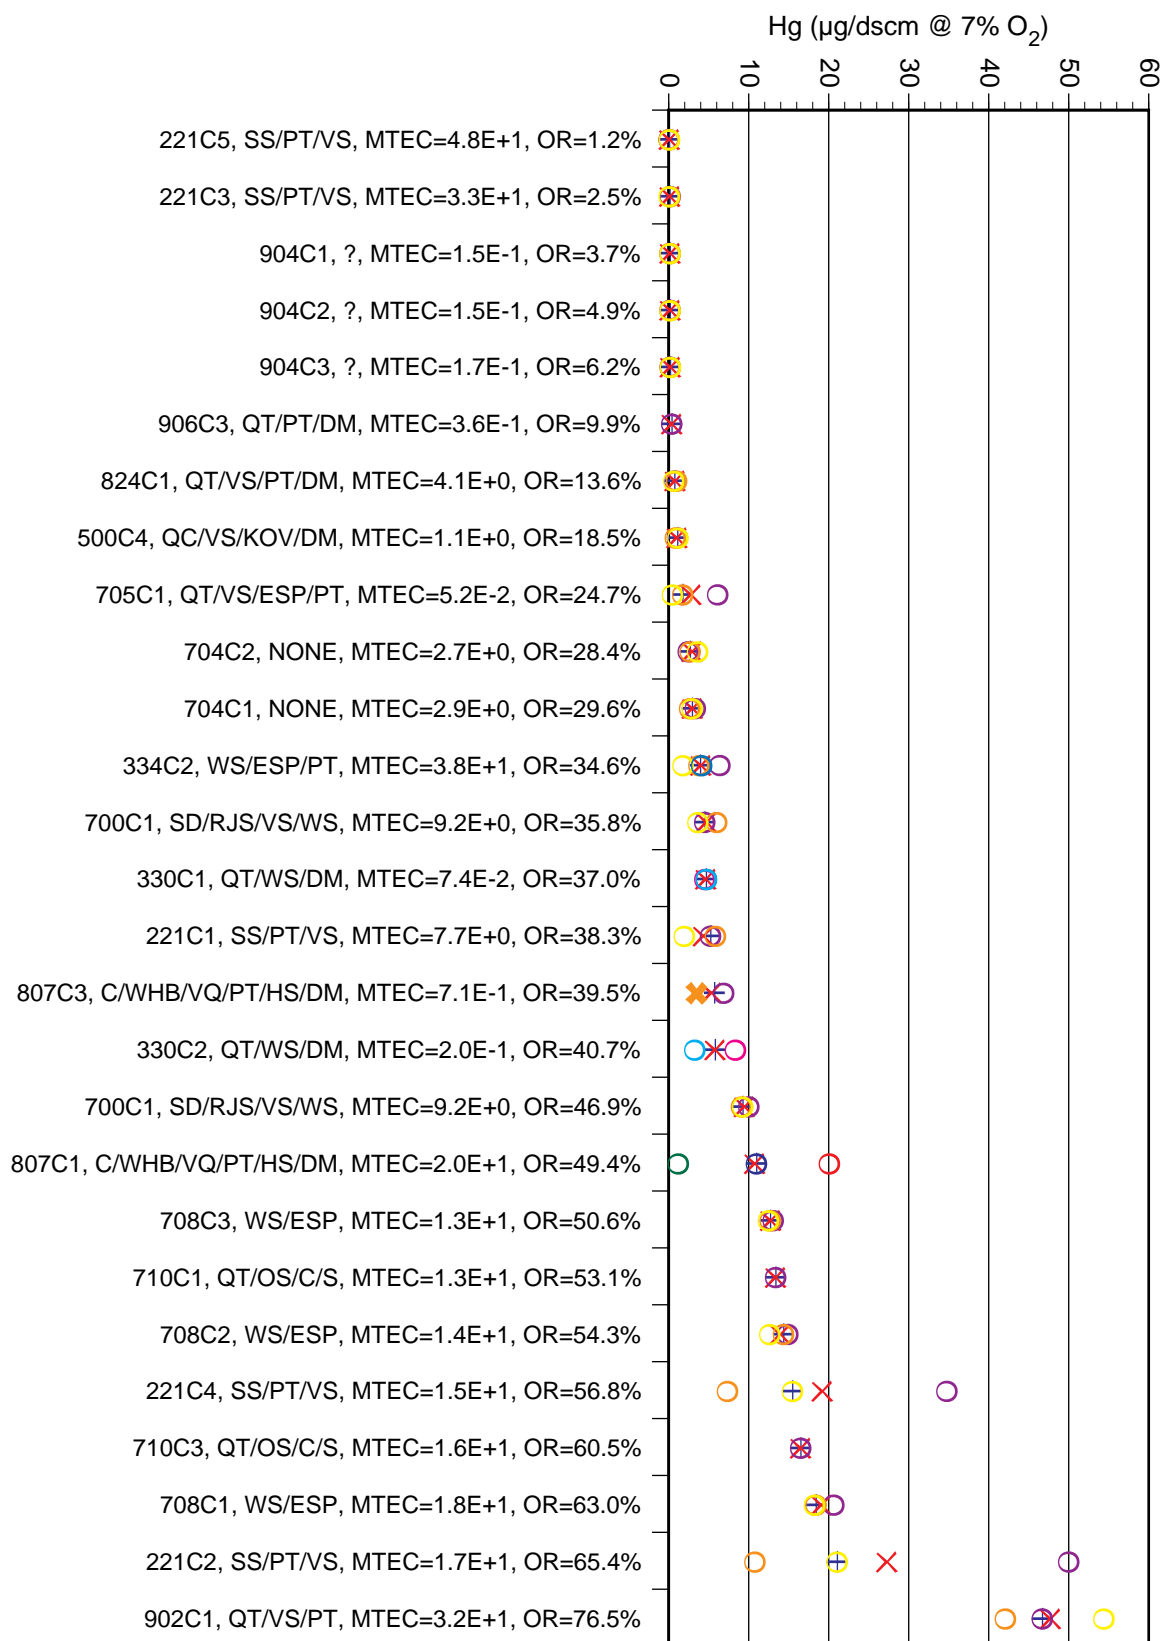 Hg (µg/dscm @ 7% O2)
0 10 20 30 40 50 60
221C5, SS/PT/VS, MTEC=4.8E+1, OR=1.2%
221C3, SS/PT/VS, MTEC=3.3E+1, OR=2.5%
904C1, ?, MTEC=1.5E-1, OR=3.7%
904C2, ?, MTEC=1.5E-1, OR=4.9%
904C3, ?, MTEC=1.7E-1, OR=6.2%
906C3, QT/PT/DM, MTEC=3.6E-1, OR=9.9%
824C1, QT/VS/PT/DM, MTEC=4.1E+0, OR=13.6%
500C4, QC/VS/KOV/DM, MTEC=1.1E+0, OR=18.5%
705C1, QT/VS/ESP/PT, MTEC=5.2E-2, OR=24.7%
704C2, NONE, MTEC=2.7E+0, OR=28.4%
704C1, NONE, MTEC=2.9E+0, OR=29.6%
334C2, WS/ESP/PT, MTEC=3.8E+1, OR=34.6%
700C1, SD/RJS/VS/WS, MTEC=9.2E+0, OR=35.8%
330C1, QT/WS/DM, MTEC=7.4E-2, OR=37.0%
221C1, SS/PT/VS, MTEC=7.7E+0, OR=38.3%
807C3, C/WHB/VQ/PT/HS/DM, MTEC=7.1E-1, OR=39.5%
330C2, QT/WS/DM, MTEC=2.0E-1, OR=40.7%
700C1, SD/RJS/VS/WS, MTEC=9.2E+0, OR=46.9%
807C1, C/WHB/VQ/PT/HS/DM, MTEC=2.0E+1, OR=49.4%
708C3, WS/ESP, MTEC=1.3E+1, OR=50.6%
710C1, QT/OS/C/S, MTEC=1.3E+1, OR=53.1%
708C2, WS/ESP, MTEC=1.4E+1, OR=54.3%
221C4, SS/PT/VS, MTEC=1.5E+1, OR=56.8%
710C3, QT/OS/C/S, MTEC=1.6E+1, OR=60.5%
708C1, WS/ESP, MTEC=1.8E+1, OR=63.0%
221C2, SS/PT/VS, MTEC=1.7E+1, OR=65.4%
902C1, QT/VS/PT, MTEC=3.2E+1, OR=76.5%